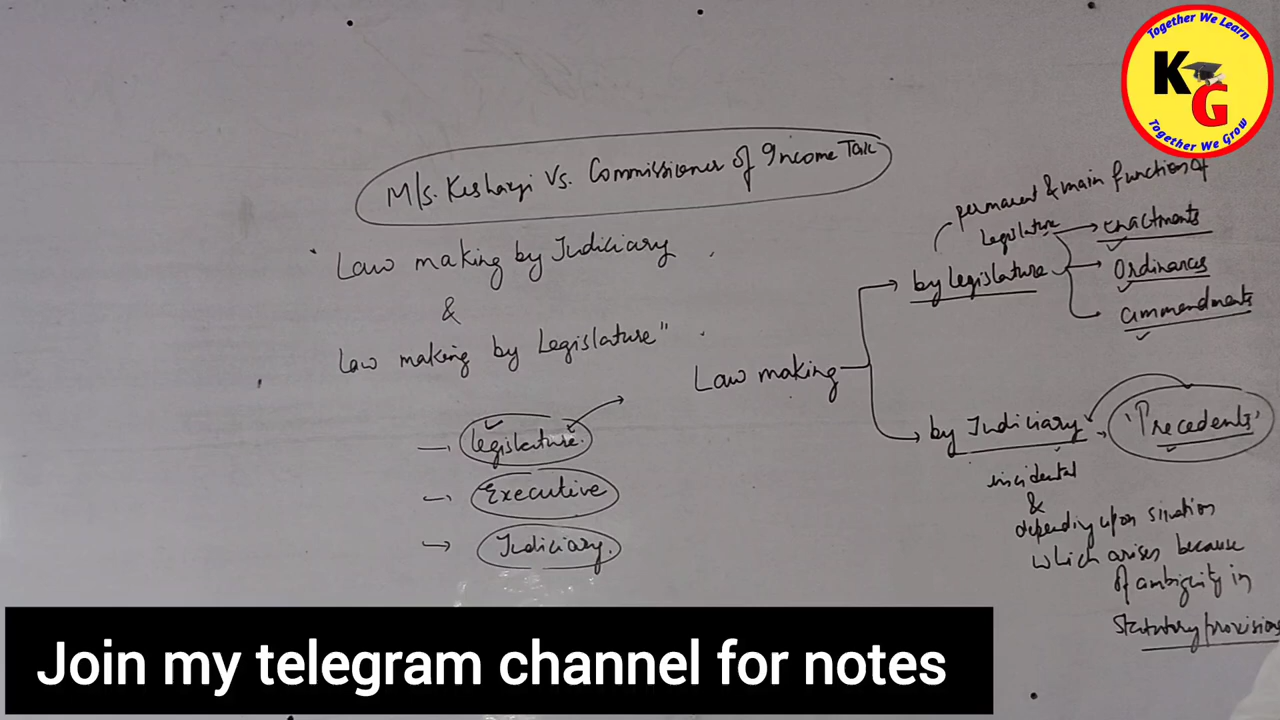 Together We Learn
KG
Together We Grow
M/s. Keshavji Vs. Commissioner of Income Tax
Law making by Judiciary
&
Law making by Legislature"
legislature.
Executive
Judiciary.
Law making
permanent & main function of
Legislature
by legislature
enactments
Ordinances
ammendments
by Judiciary
'Precedents'
incidental
&
depending upon situation
which arises because
of ambiguity in
Statutory provisions
Join my telegram channel for notes